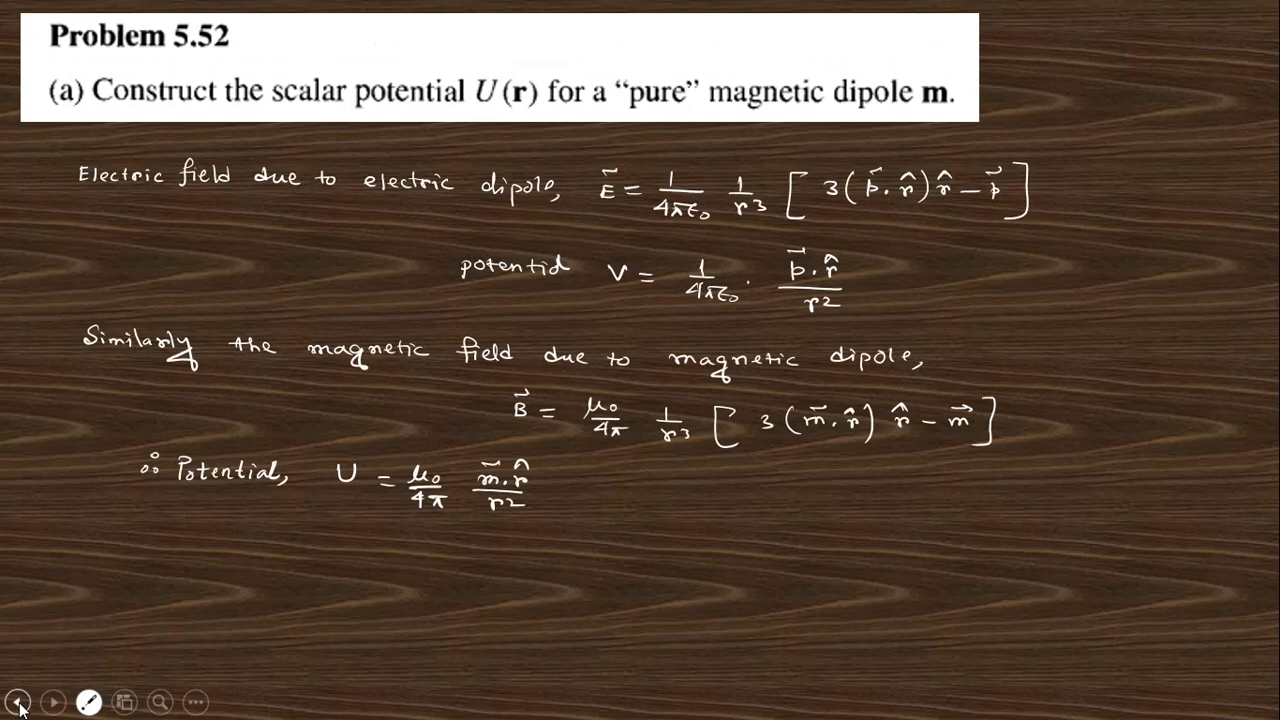 Problem 5.52
(a) Construct the scalar potential U(r) for a “pure” magnetic dipole m.
Electric field due to electric dipole, E⃗ = 1/4πε₀ 1/r³ [ 3(p⃗.r̂)r̂ − p⃗ ]
potential V = 1/4πε₀ . p⃗.r̂/r²
Similarly the magnetic field due to magnetic dipole,
B⃗ = μ₀/4π 1/r³ [ 3(m⃗.r̂) r̂ − m⃗ ]
∴ Potential, U = μ₀/4π m⃗.r̂/r²